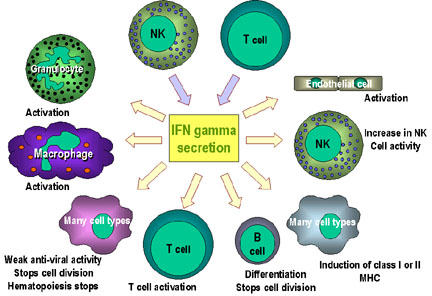 NK
T cell
Granulocyte
Activation
Endothelial cell
Activation
IFN gamma
secretion
Macrophage
Activation
NK
Increase in NK
Cell activity
Many cell types
Weak anti-viral activity
Stops cell division
Hematopoiesis stops
T cell
T cell activation
B
cell
Differentiation
Stops cell division
Many cell types
Induction of class I or II
MHC